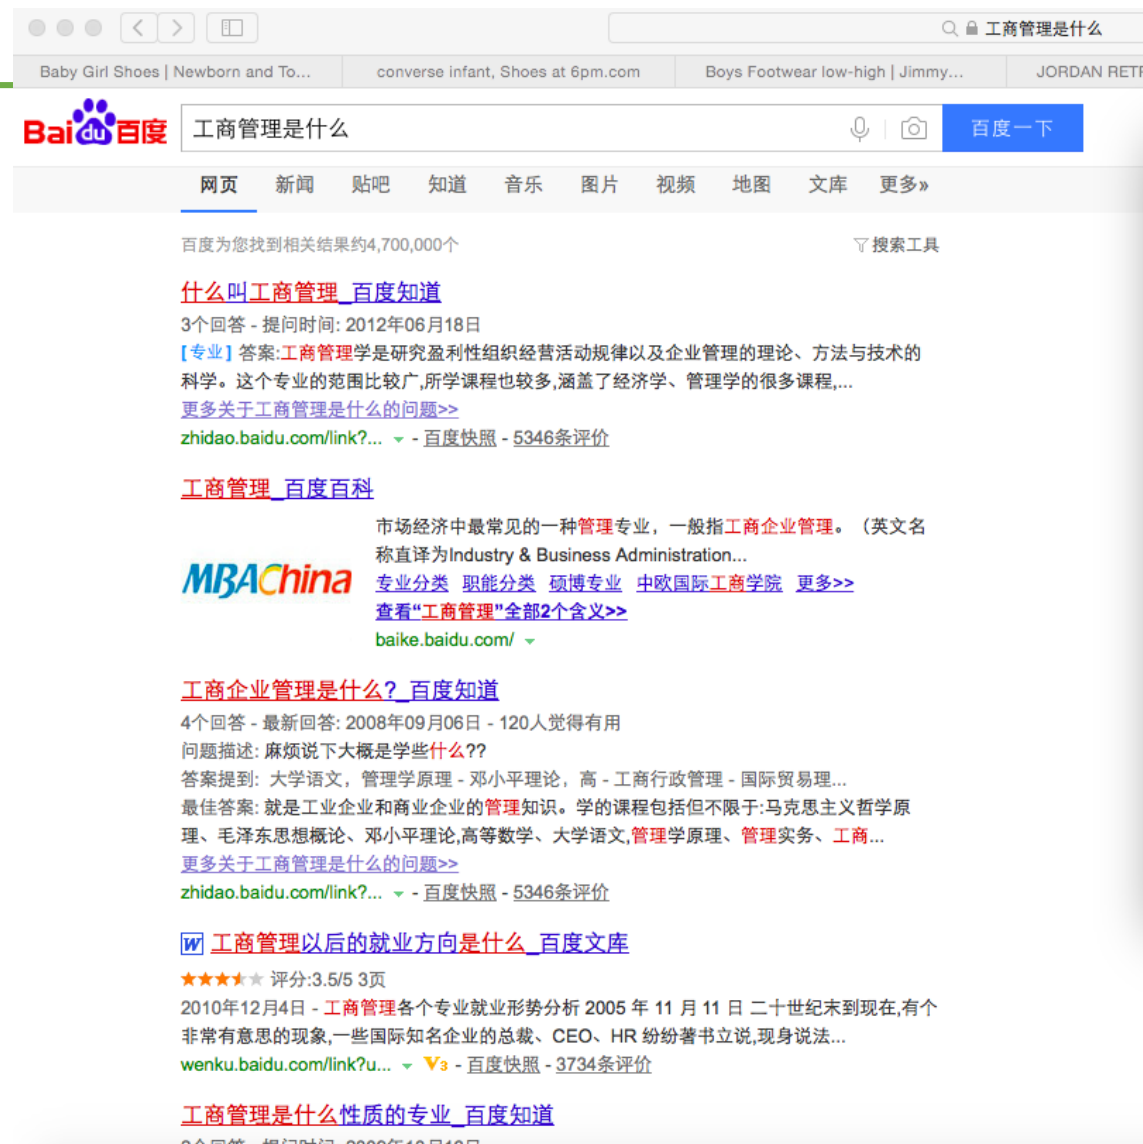 工商管理是什么
Baby Girl Shoes | Newborn and To...
converse infant, Shoes at 6pm.com
Boys Footwear low-high | Jimmy...
JORDAN RETR
Bai du 百度
工商管理是什么
百度一下
网页 新闻 贴吧 知道 音乐 图片 视频 地图 文库 更多»
百度为您找到相关结果约4,700,000个
搜索工具
什么叫工商管理_百度知道
3个回答 - 提问时间: 2012年06月18日
[专业] 答案:工商管理学是研究盈利性组织经营活动规律以及企业管理的理论、方法与技术的
科学。这个专业的范围比较广,所学课程也较多,涵盖了经济学、管理学的很多课程,...
更多关于工商管理是什么的问题>>
zhidao.baidu.com/link?... - 百度快照 - 5346条评价
工商管理_百度百科
MBAChina
市场经济中最常见的一种管理专业，一般指工商企业管理。（英文名
称直译为Industry & Business Administration...
专业分类 职能分类 硕博专业 中欧国际工商学院 更多>>
查看“工商管理”全部2个含义>>
baike.baidu.com/
工商企业管理是什么?_百度知道
4个回答 - 最新回答: 2008年09月06日 - 120人觉得有用
问题描述: 麻烦说下大概是学些什么??
答案提到: 大学语文，管理学原理 - 邓小平理论，高 - 工商行政管理 - 国际贸易理...
最佳答案: 就是工业企业和商业企业的管理知识。学的课程包括但不限于:马克思主义哲学原
理、毛泽东思想概论、邓小平理论,高等数学、大学语文,管理学原理、管理实务、工商...
更多关于工商管理是什么的问题>>
zhidao.baidu.com/link?... - 百度快照 - 5346条评价
W 工商管理以后的就业方向是什么_百度文库
评分:3.5/5 3页
2010年12月4日 - 工商管理各个专业就业形势分析 2005 年 11 月 11 日 二十世纪末到现在,有个
非常有意思的现象,一些国际知名企业的总裁、CEO、HR 纷纷著书立说,现身说法...
wenku.baidu.com/link?u... V3 - 百度快照 - 3734条评价
工商管理是什么性质的专业_百度知道